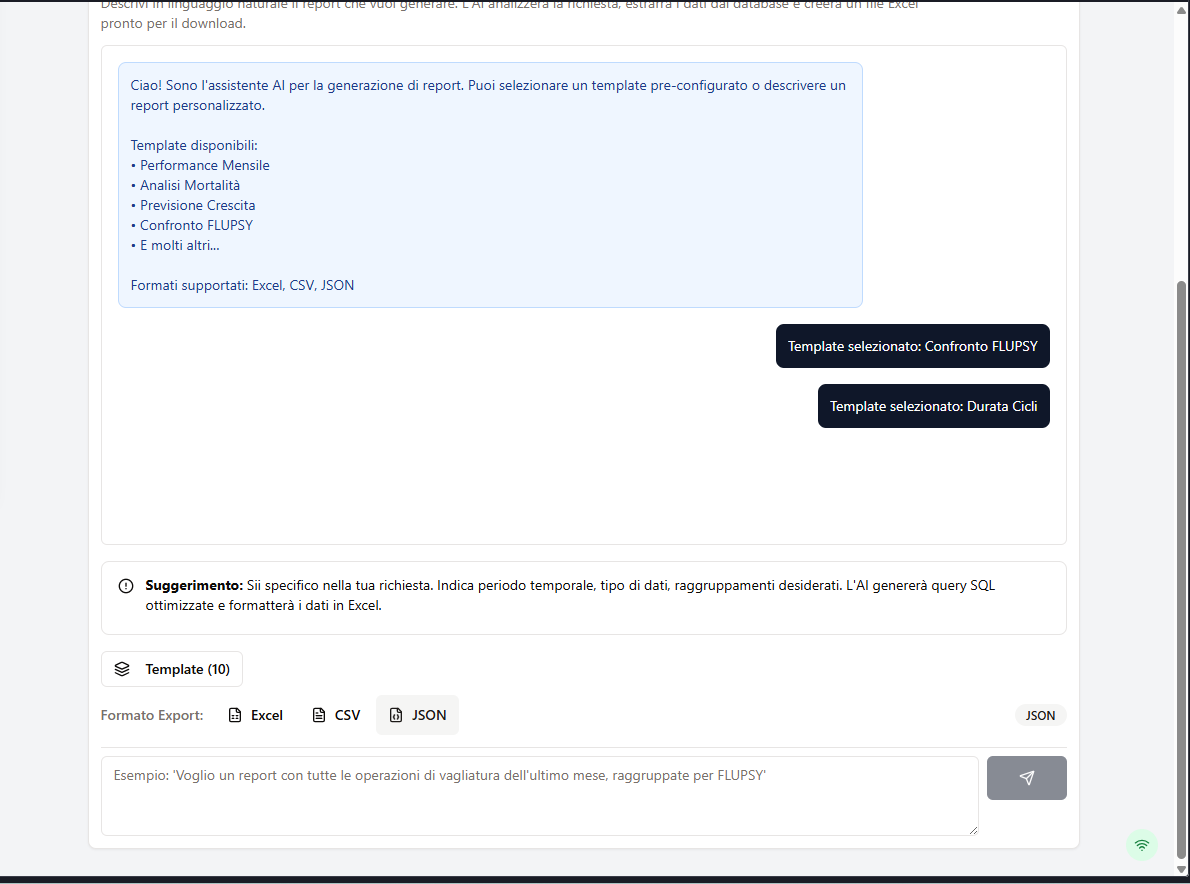 Descrivi in linguaggio naturale il report che vuoi generare. L'AI analizzerà la richiesta, estrarrà i dati dal database e creerà un file Excel
pronto per il download.
Ciao! Sono l'assistente AI per la generazione di report. Puoi selezionare un template pre-configurato o descrivere un
report personalizzato.
Template disponibili:
• Performance Mensile
• Analisi Mortalità
• Previsione Crescita
• Confronto FLUPSY
• E molti altri...
Formati supportati: Excel, CSV, JSON
Template selezionato: Confronto FLUPSY
Template selezionato: Durata Cicli
Suggerimento: Sii specifico nella tua richiesta. Indica periodo temporale, tipo di dati, raggruppamenti desiderati. L'AI genererà query SQL
ottimizzate e formatterà i dati in Excel.
Template (10)
Formato Export: Excel CSV JSON JSON
Esempio: 'Voglio un report con tutte le operazioni di vagliatura dell'ultimo mese, raggruppate per FLUPSY'